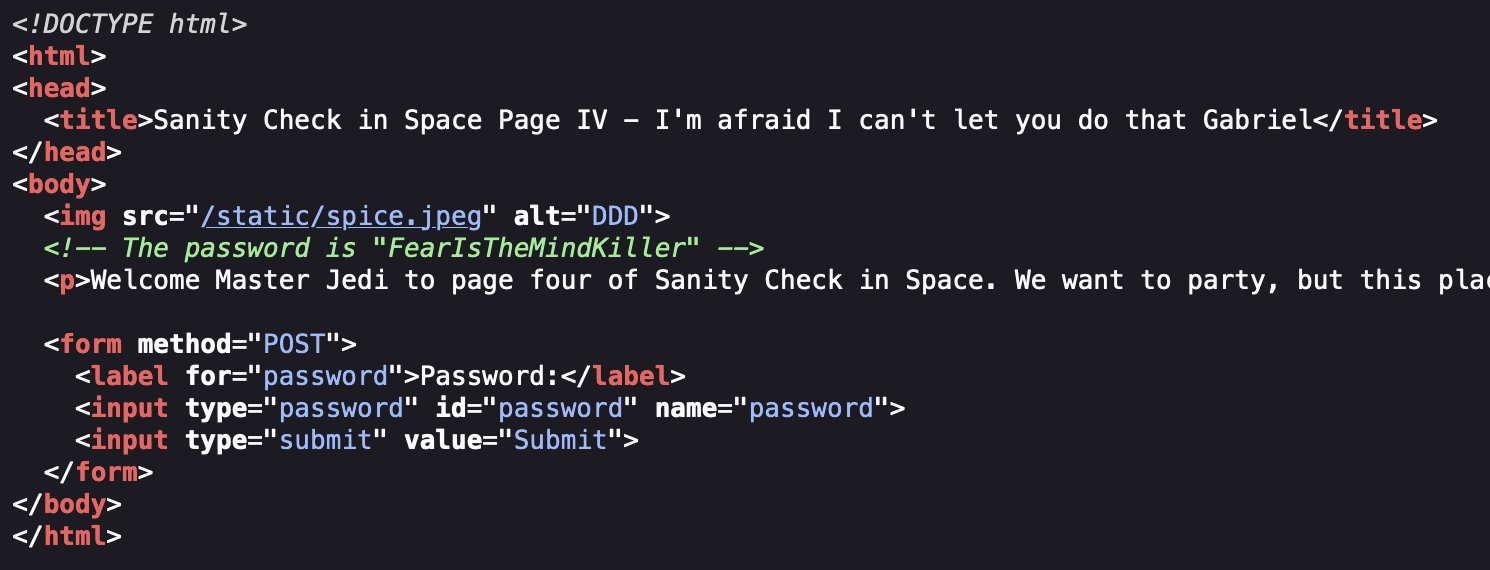 <!DOCTYPE html>
<html>
<head>
  <title>Sanity Check in Space Page IV - I'm afraid I can't let you do that Gabriel</title>
</head>
<body>
  <img src="/static/spice.jpeg" alt="DDD">
  <!-- The password is "FearIsTheMindKiller" -->
  <p>Welcome Master Jedi to page four of Sanity Check in Space. We want to party, but this plac

  <form method="POST">
    <label for="password">Password:</label>
    <input type="password" id="password" name="password">
    <input type="submit" value="Submit">
  </form>
</body>
</html>